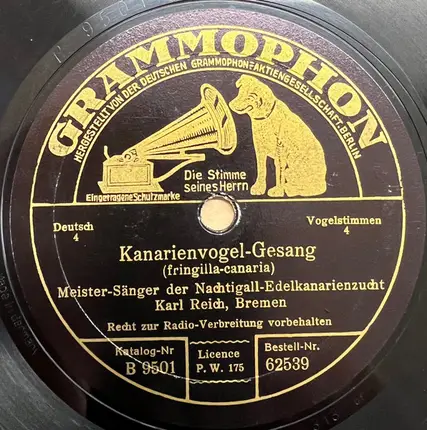 GRAMMOPHON
HERGESTELLT VON DER DEUTSCHEN GRAMMOPHON-AKTIENGESELLSCHAFT·BERLIN
Die Stimme
seines Herrn
Eingetragene Schutzmarke
Deutsch
4
Vogelstimmen
4
Kanarienvogel-Gesang
(fringilla-canaria)
Meister-Sänger der Nachtigall-Edelkanarienzucht
Karl Reich, Bremen
Recht zur Radio-Verbreitung vorbehalten
Katalog-Nr
B 9501
Licence
P. W. 175
Bestell-Nr.
62539